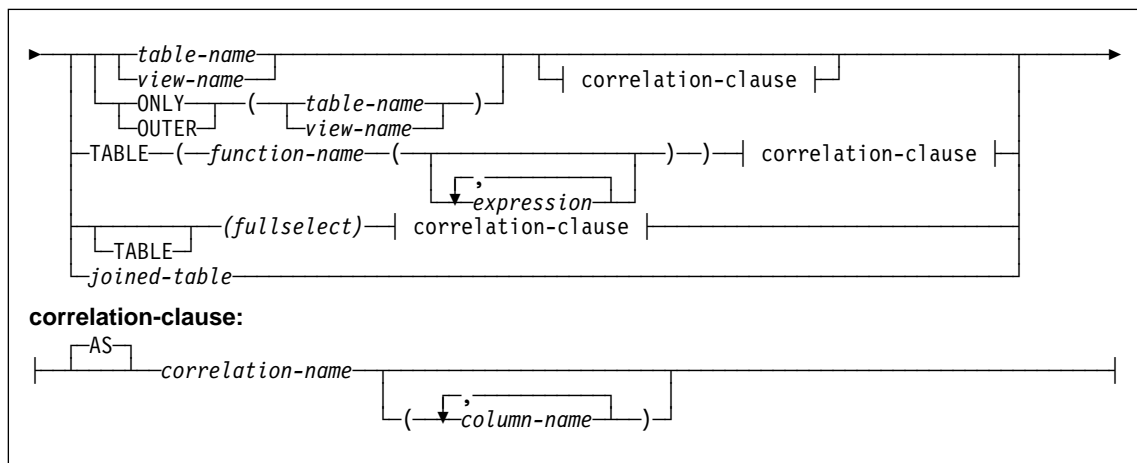 table-name
view-name correlation-clause
ONLY ( table-name )
OUTER view-name
TABLE ( function-name ( ) ) correlation-clause
,
expression
(fullselect) correlation-clause
TABLE
joined-table
correlation-clause:
AS
correlation-name
,
( column-name )